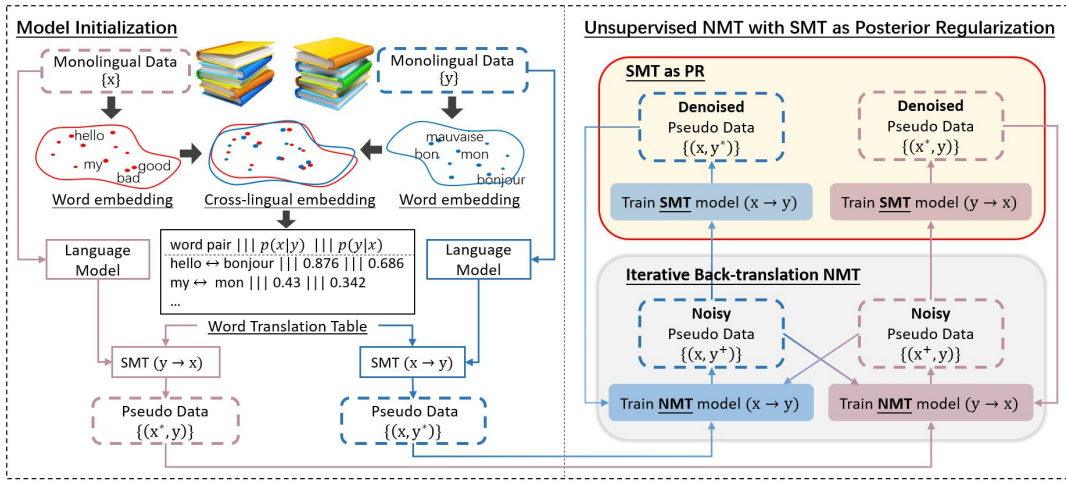 Model Initialization
Monolingual Data
{x}
Monolingual Data
{y}
hello
my
good
bad
mauvaise
bon
mon
bonjour
Word embedding
Cross-lingual embedding
Word embedding
word pair ||| p(x|y) ||| p(y|x)
hello ↔ bonjour ||| 0.876 ||| 0.686
my ↔ mon ||| 0.43 ||| 0.342
...
Language
Model
Language
Model
Word Translation Table
SMT (y → x)
SMT (x → y)
Pseudo Data
{(x*, y)}
Pseudo Data
{(x, y*)}
Unsupervised NMT with SMT as Posterior Regularization
SMT as PR
Denoised
Pseudo Data
{(x, y*)}
Denoised
Pseudo Data
{(x*, y)}
Train SMT model (x → y)
Train SMT model (y → x)
Iterative Back-translation NMT
Noisy
Pseudo Data
{(x, y+)}
Noisy
Pseudo Data
{(x+, y)}
Train NMT model (x → y)
Train NMT model (y → x)